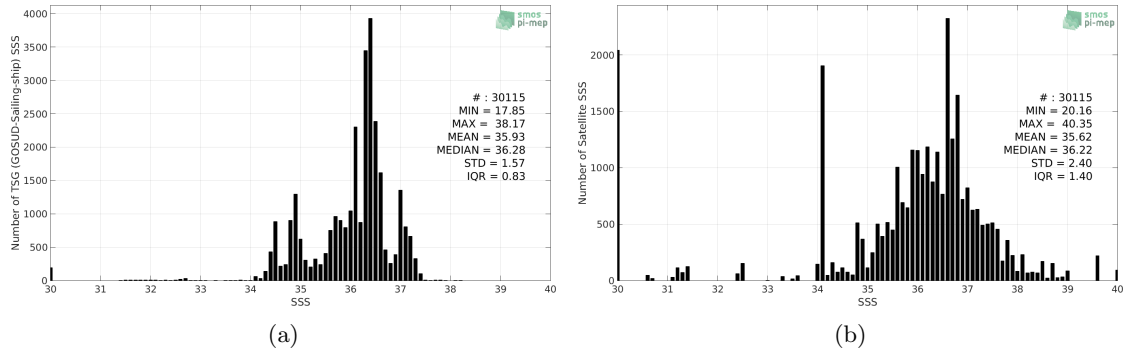 4000
3500
3000
2500
2000
1500
1000
500
0
Number of TSG (GOSUD-Sailing-ship) SSS
smos
pi-mep
# : 30115
MIN = 17.85
MAX = 38.17
MEAN = 35.93
MEDIAN = 36.28
STD = 1.57
IQR = 0.83
30 31 32 33 34 35 36 37 38 39 40
SSS
(a)
2000
1500
1000
500
0
Number of Satellite SSS
smos
pi-mep
# : 30115
MIN = 20.16
MAX = 40.35
MEAN = 35.62
MEDIAN = 36.22
STD = 2.40
IQR = 1.40
30 31 32 33 34 35 36 37 38 39 40
SSS
(b)